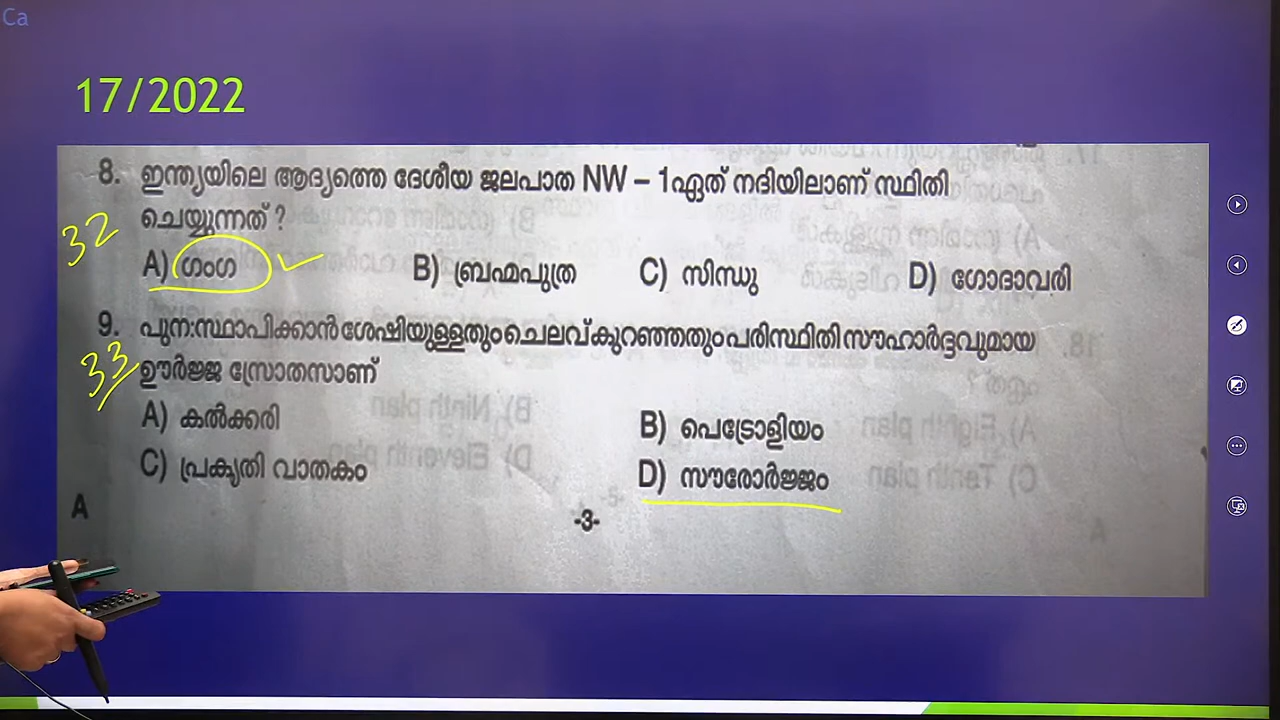 Ca
17/2022
8. ഇന്ത്യയിലെ ആദ്യത്തെ ദേശീയ ജലപാത NW – 1ഏത് നദിയിലാണ് സ്ഥിതി
ചെയ്യുന്നത് ?
32
A) ഗംഗ B) ബ്രഹ്മപുത്ര C) സിന്ധു D) ഗോദാവരി
9. പുനഃസ്ഥാപിക്കാൻ ശേഷിയുള്ളതും ചെലവ് കുറഞ്ഞതും പരിസ്ഥിതി സൗഹാർദ്ദവുമായ
33 ഊർജ്ജ സ്രോതസാണ്
A) കൽക്കരി B) പെട്രോളിയം
C) പ്രകൃതി വാതകം D) സൗരോർജ്ജം
A
-3-